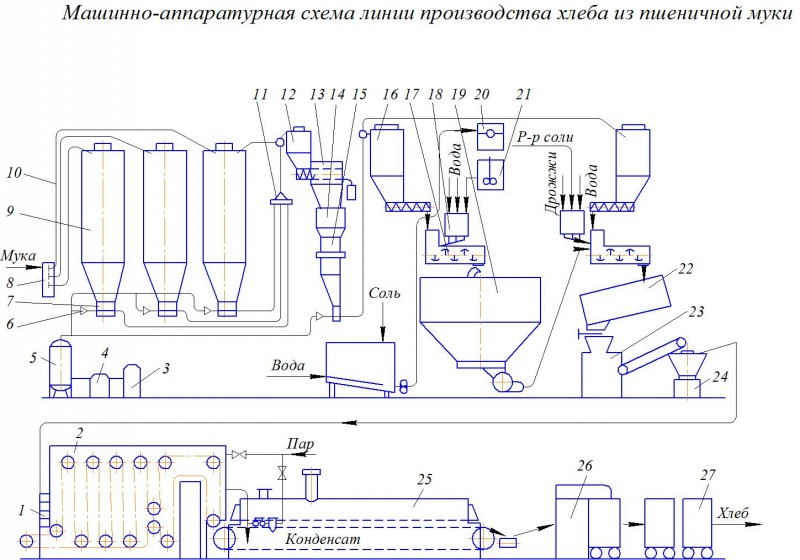 Машинно-аппаратурная схема линии производства хлеба из пшеничной муки
11 12 13 14 15 16 17 18 19 20 21
Вода
Р-р соли
Дрожжи
Вода
10
9
Мука
8
7
6
5
4
3
Соль
Вода
22
23
24
2
1
Пар
Конденсат
25
26
27
Хлеб